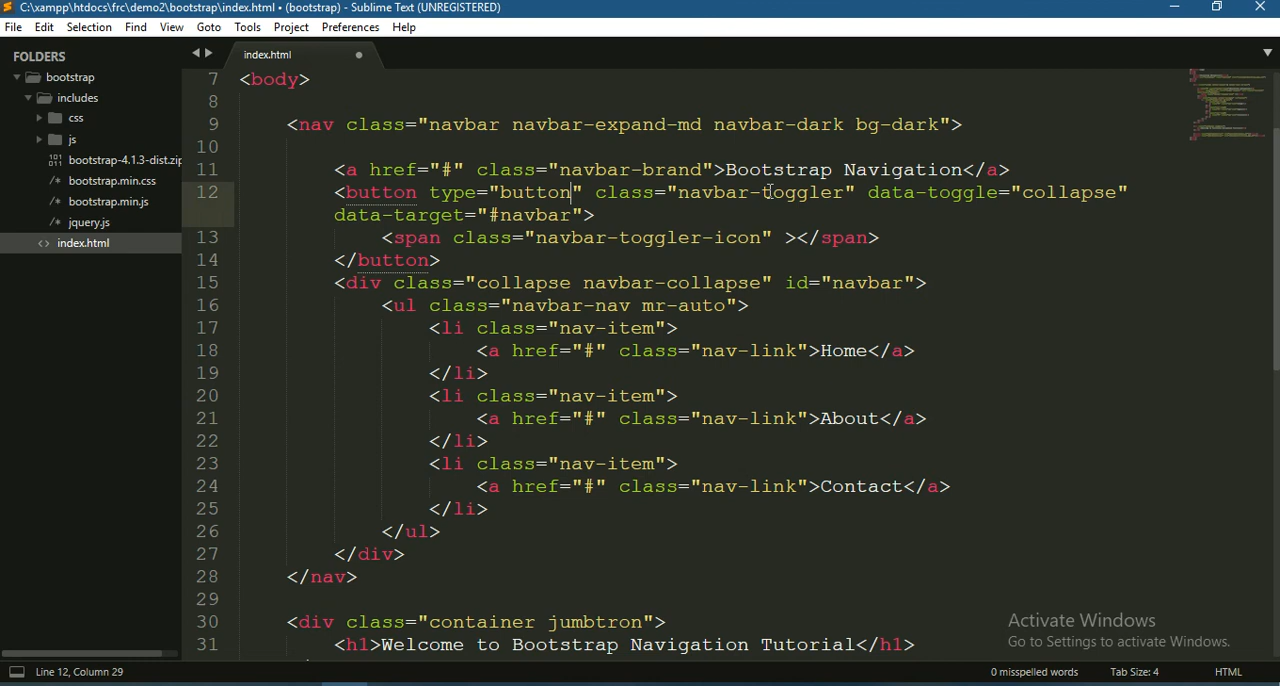 C:\xampp\htdocs\frc\demo2\bootstrap\index.html • (bootstrap) - Sublime Text (UNREGISTERED)
File Edit Selection Find View Goto Tools Project Preferences Help
FOLDERS
bootstrap
includes
css
js
bootstrap-4.1.3-dist.zip
bootstrap.min.css
bootstrap.min.js
jquery.js
index.html
index.html
7 <body>
8
9 <nav class="navbar navbar-expand-md navbar-dark bg-dark">
10
11 <a href="#" class="navbar-brand">Bootstrap Navigation</a>
12 <button type="button" class="navbar-toggler" data-toggle="collapse"
data-target="#navbar">
13 <span class="navbar-toggler-icon" ></span>
14 </button>
15 <div class="collapse navbar-collapse" id="navbar">
16 <ul class="navbar-nav mr-auto">
17 <li class="nav-item">
18 <a href="#" class="nav-link">Home</a>
19 </li>
20 <li class="nav-item">
21 <a href="#" class="nav-link">About</a>
22 </li>
23 <li class="nav-item">
24 <a href="#" class="nav-link">Contact</a>
25 </li>
26 </ul>
27 </div>
28 </nav>
29
30 <div class="container jumbtron">
31 <h1>Welcome to Bootstrap Navigation Tutorial</h1>
Activate Windows
Go to Settings to activate Windows.
Line 12, Column 29 0 misspelled words Tab Size: 4 HTML